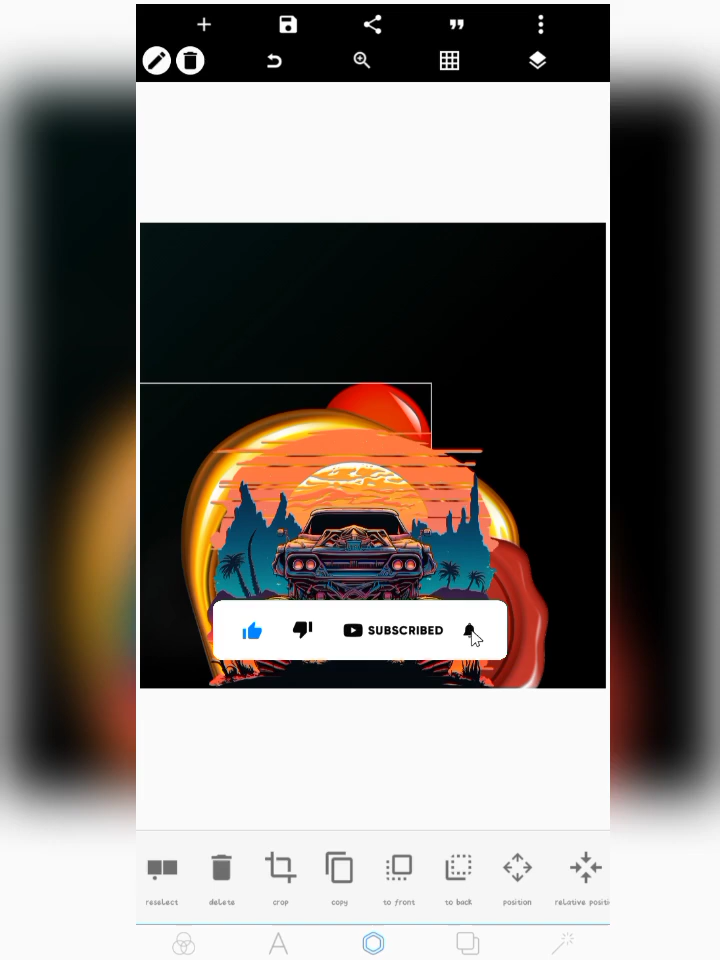 SUBSCRIBED
reselect
delete
crop
copy
to front
to back
position
relative positi